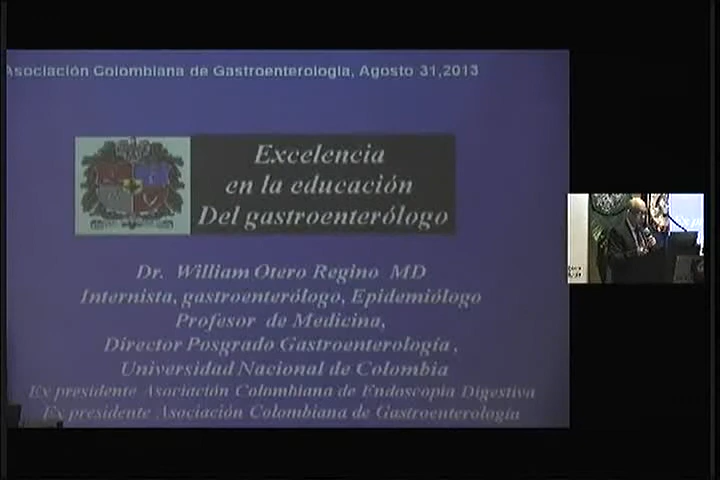 Asociación Colombiana de Gastroenterologia, Agosto 31,2013
Excelencia
en la educación
Del gastroenterólogo
Dr. William Otero Regino MD
Internista, gastroenterólogo, Epidemiólogo
Profesor de Medicina,
Director Posgrado Gastroenterología ,
Universidad Nacional de Colombia
Ex presidente Asociación Colombiana de Endoscopia Digestiva
Ex presidente Asociación Colombiana de Gastroenterología